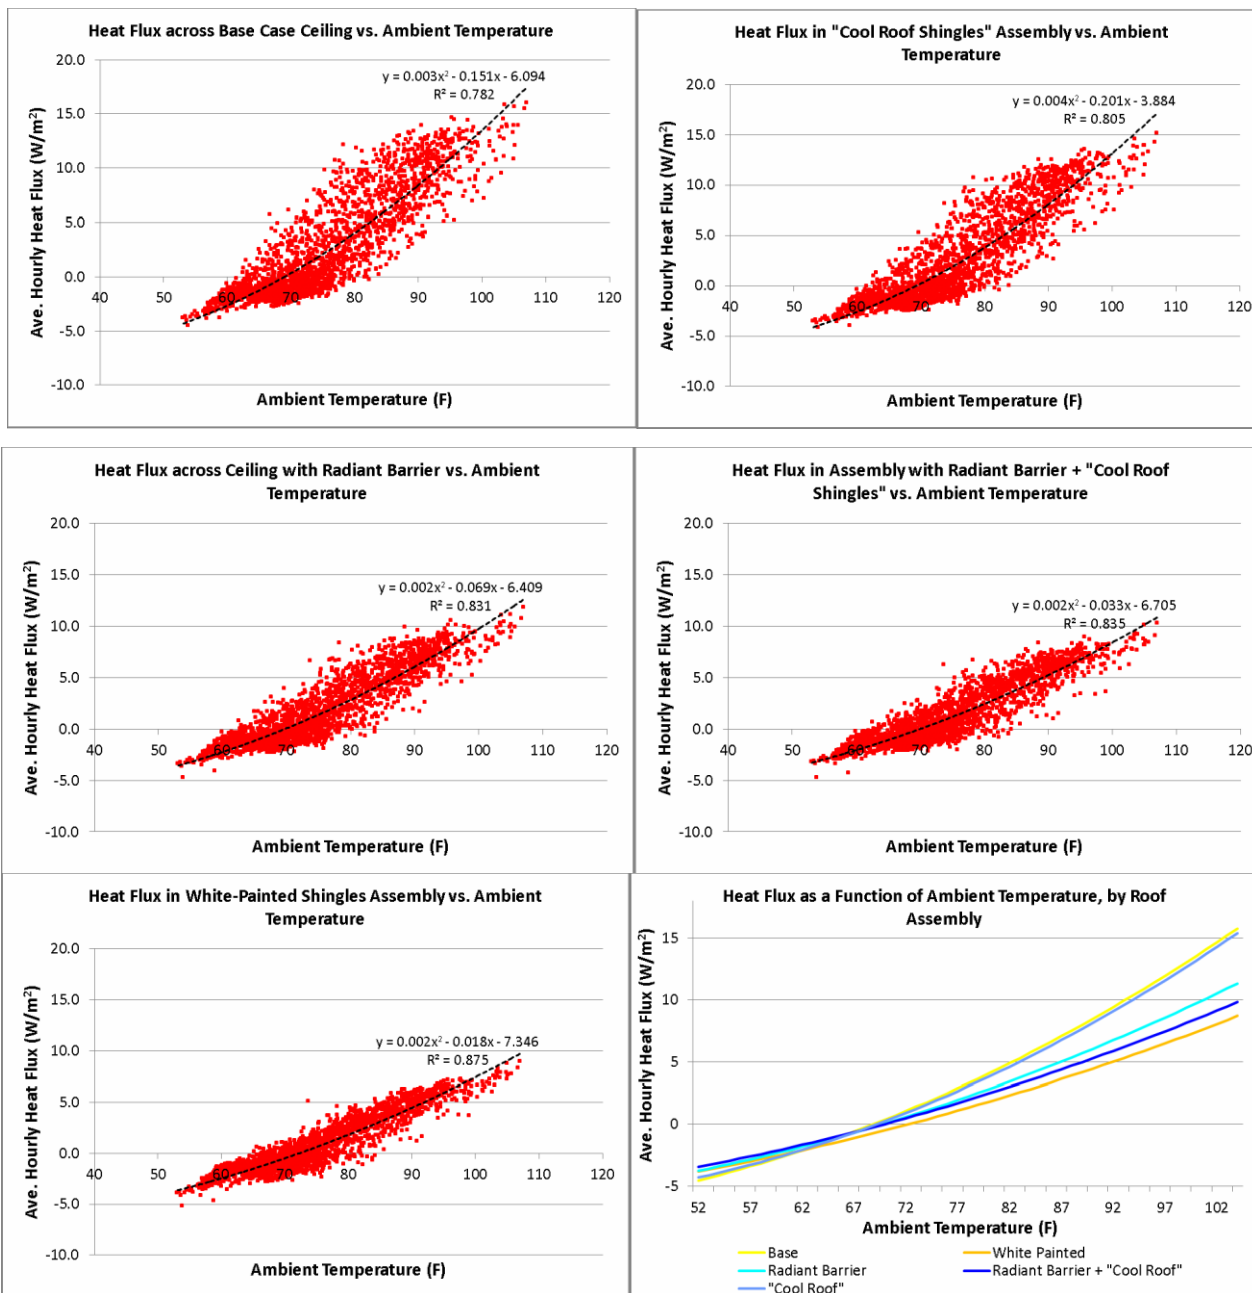 Heat Flux across Base Case Ceiling vs. Ambient Temperature
20.0
15.0
10.0
5.0
0.0
-5.0
-10.0
40 50 60 70 80 90 100 110 120
y = 0.003x² - 0.151x - 6.094
R² = 0.782
Ave. Hourly Heat Flux (W/m²)
Ambient Temperature (F)
Heat Flux in "Cool Roof Shingles" Assembly vs. Ambient
Temperature
20.0
15.0
10.0
5.0
0.0
-5.0
-10.0
40 50 60 70 80 90 100 110 120
y = 0.004x² - 0.201x - 3.884
R² = 0.805
Ave. Hourly Heat Flux (W/m²)
Ambient Temperature (F)
Heat Flux across Ceiling with Radiant Barrier vs. Ambient
Temperature
20.0
15.0
10.0
5.0
0.0
-5.0
-10.0
40 50 60 70 80 90 100 110 120
y = 0.002x² - 0.069x - 6.409
R² = 0.831
Ave. Hourly Heat Flux (W/m²)
Ambient Temperature (F)
Heat Flux in Assembly with Radiant Barrier + "Cool Roof
Shingles" vs. Ambient Temperature
20.0
15.0
10.0
5.0
0.0
-5.0
-10.0
40 50 60 70 80 90 100 110 120
y = 0.002x² - 0.033x - 6.705
R² = 0.835
Ave. Hourly Heat Flux (W/m²)
Ambient Temperature (F)
Heat Flux in White-Painted Shingles Assembly vs. Ambient
Temperature
20.0
15.0
10.0
5.0
0.0
-5.0
-10.0
40 50 60 70 80 90 100 110 120
y = 0.002x² - 0.018x - 7.346
R² = 0.875
Ave. Hourly Heat Flux (W/m²)
Ambient Temperature (F)
Heat Flux as a Function of Ambient Temperature, by Roof
Assembly
15
10
5
0
-5
52 57 62 67 72 77 82 87 92 97 102
Ave. Hourly Heat Flux (W/m²)
Ambient Temperature (F)
Base White Painted
Radiant Barrier Radiant Barrier + "Cool Roof"
"Cool Roof"